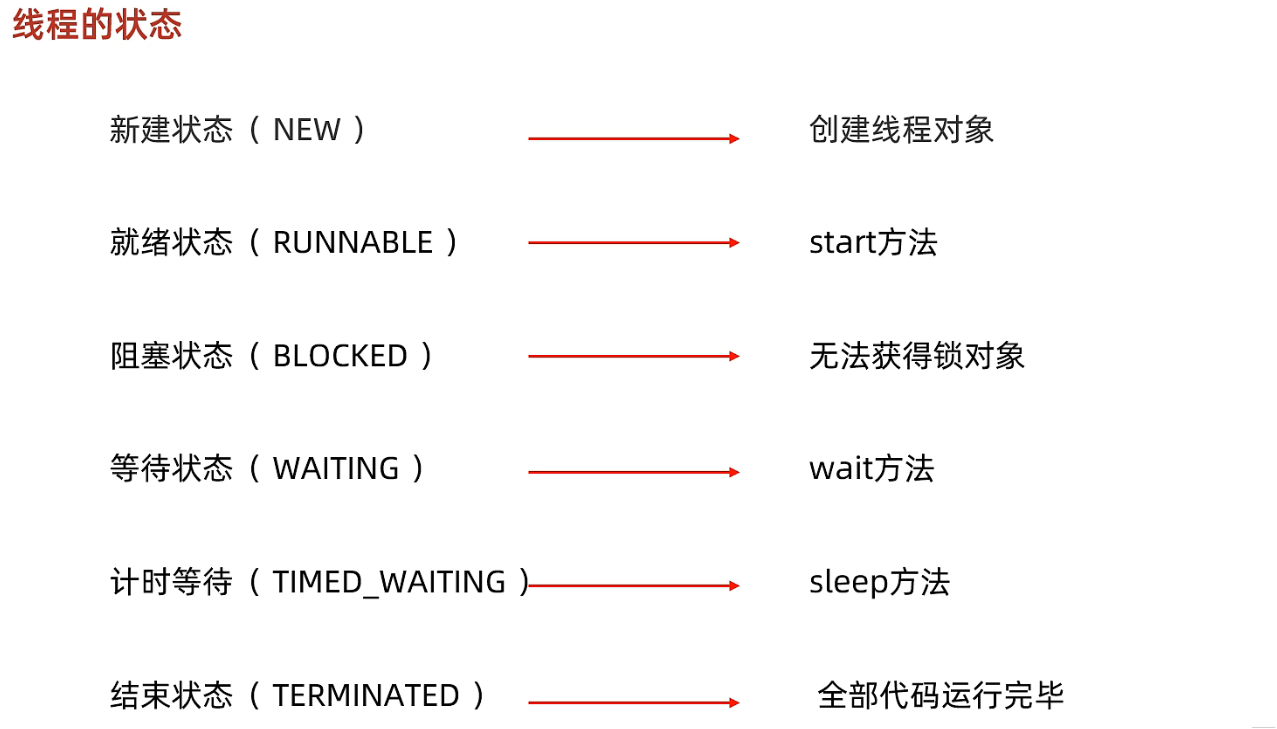 线程的状态
新建状态（ NEW ） 创建线程对象
就绪状态（ RUNNABLE ） start方法
阻塞状态（ BLOCKED ） 无法获得锁对象
等待状态（ WAITING ） wait方法
计时等待（ TIMED_WAITING ） sleep方法
结束状态（ TERMINATED ） 全部代码运行完毕